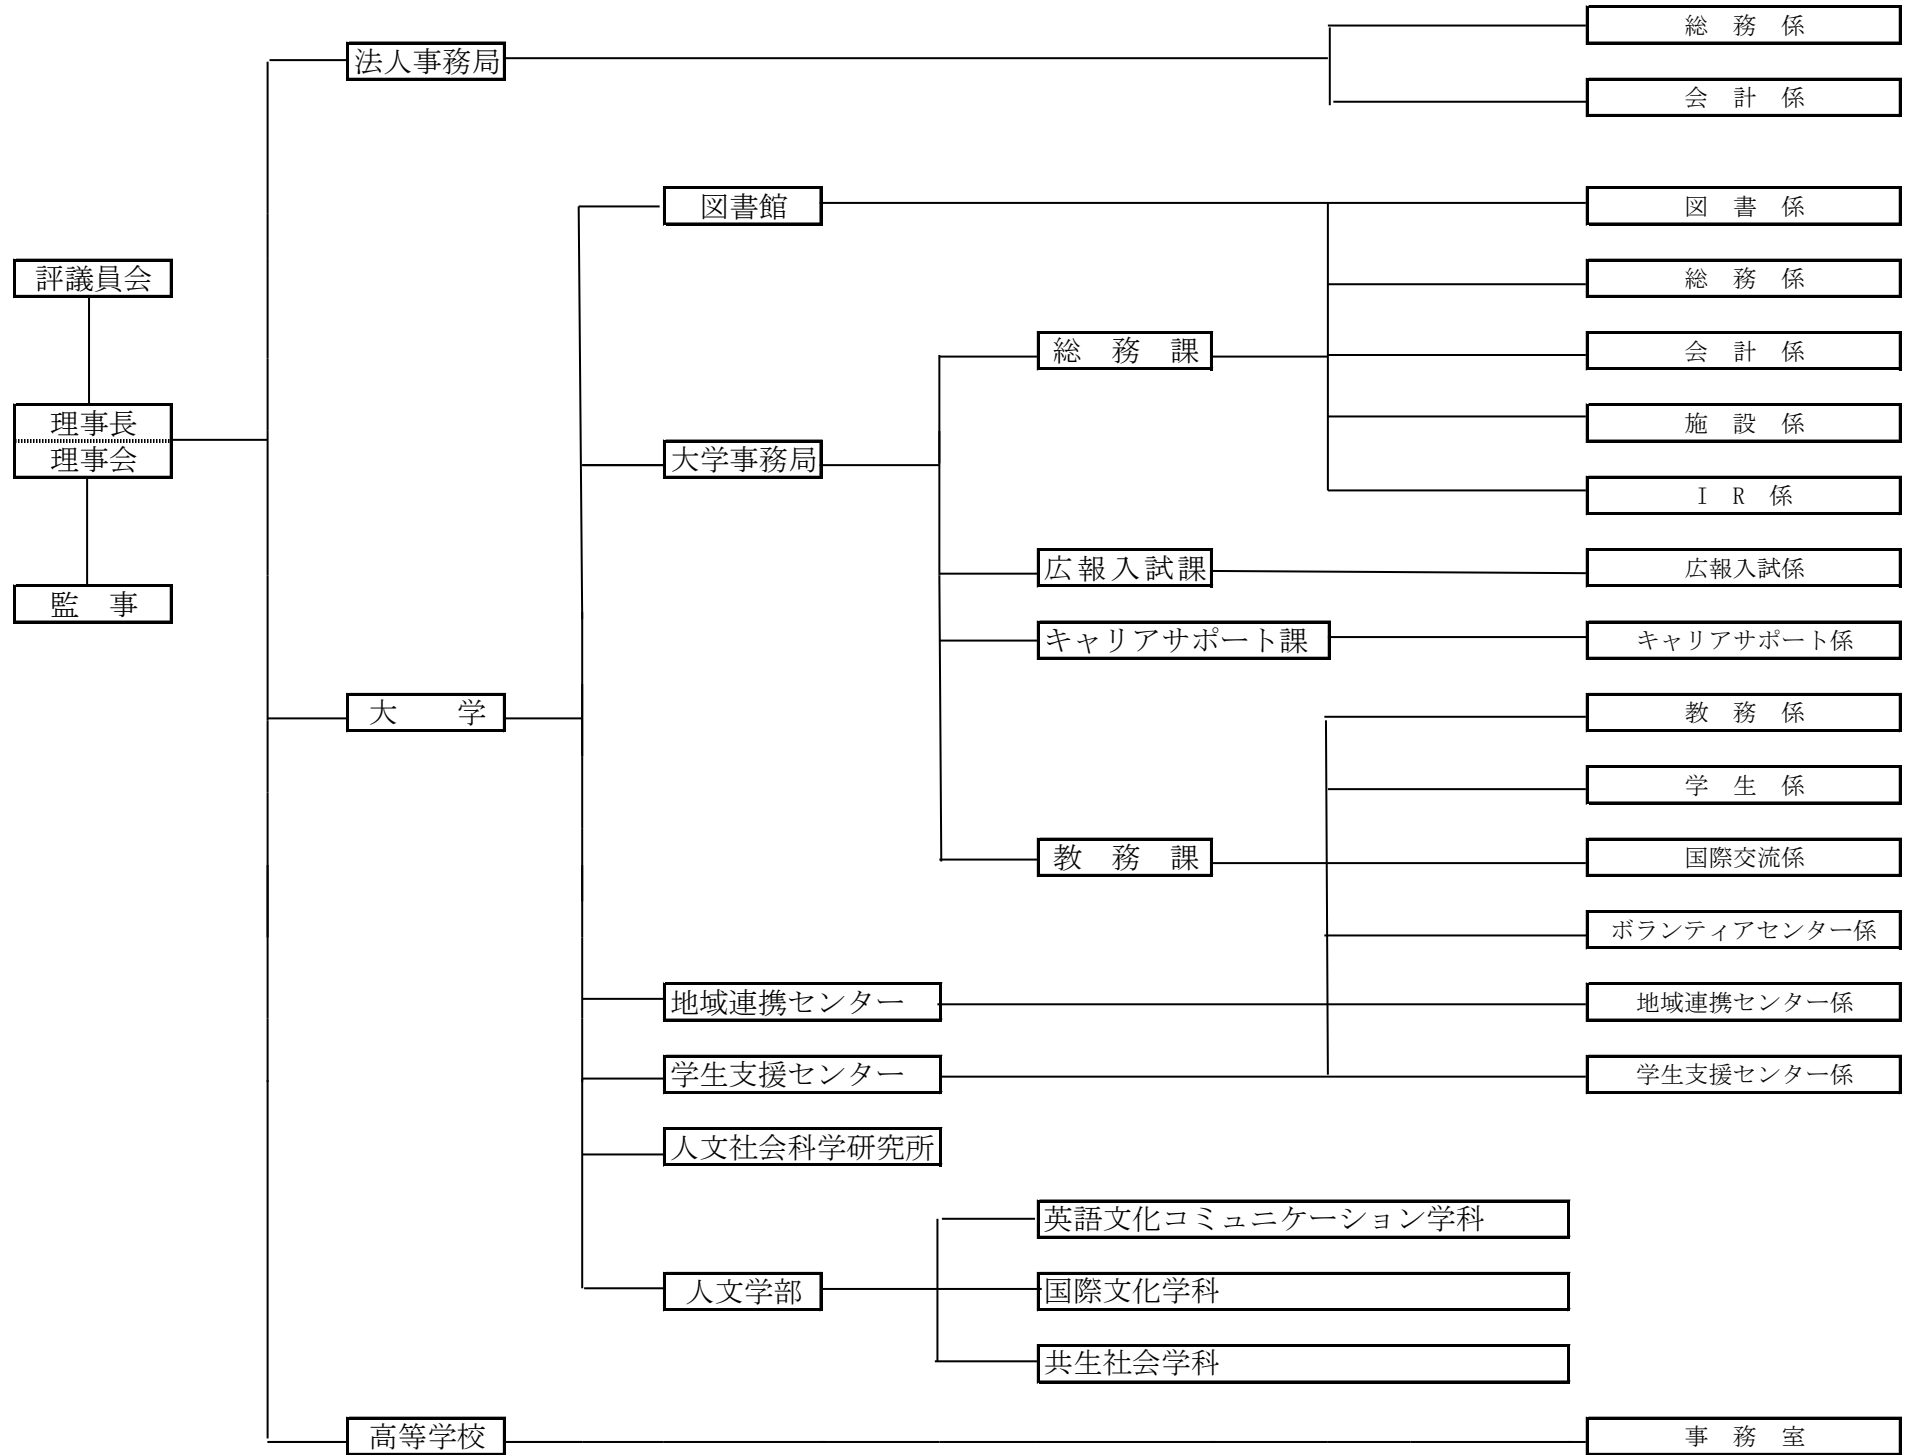 総　務　係
法人事務局
会　計　係
図書館
図　書　係
評議員会
総　務　係
総　務　課
会　計　係
理事長
施　設　係
大学事務局
理事会
Ｉ　Ｒ　係
広報入試課
広報入試係
監　事
キャリアサポート課
キャリアサポート係
大　　学
教　務　係
学　生　係
教　務　課
国際交流係
ボランティアセンター係
地域連携センター
地域連携センター係
学生支援センター
学生支援センター係
人文社会科学研究所
英語文化コミュニケーション学科
人文学部
国際文化学科
共生社会学科
高等学校
事　務　室